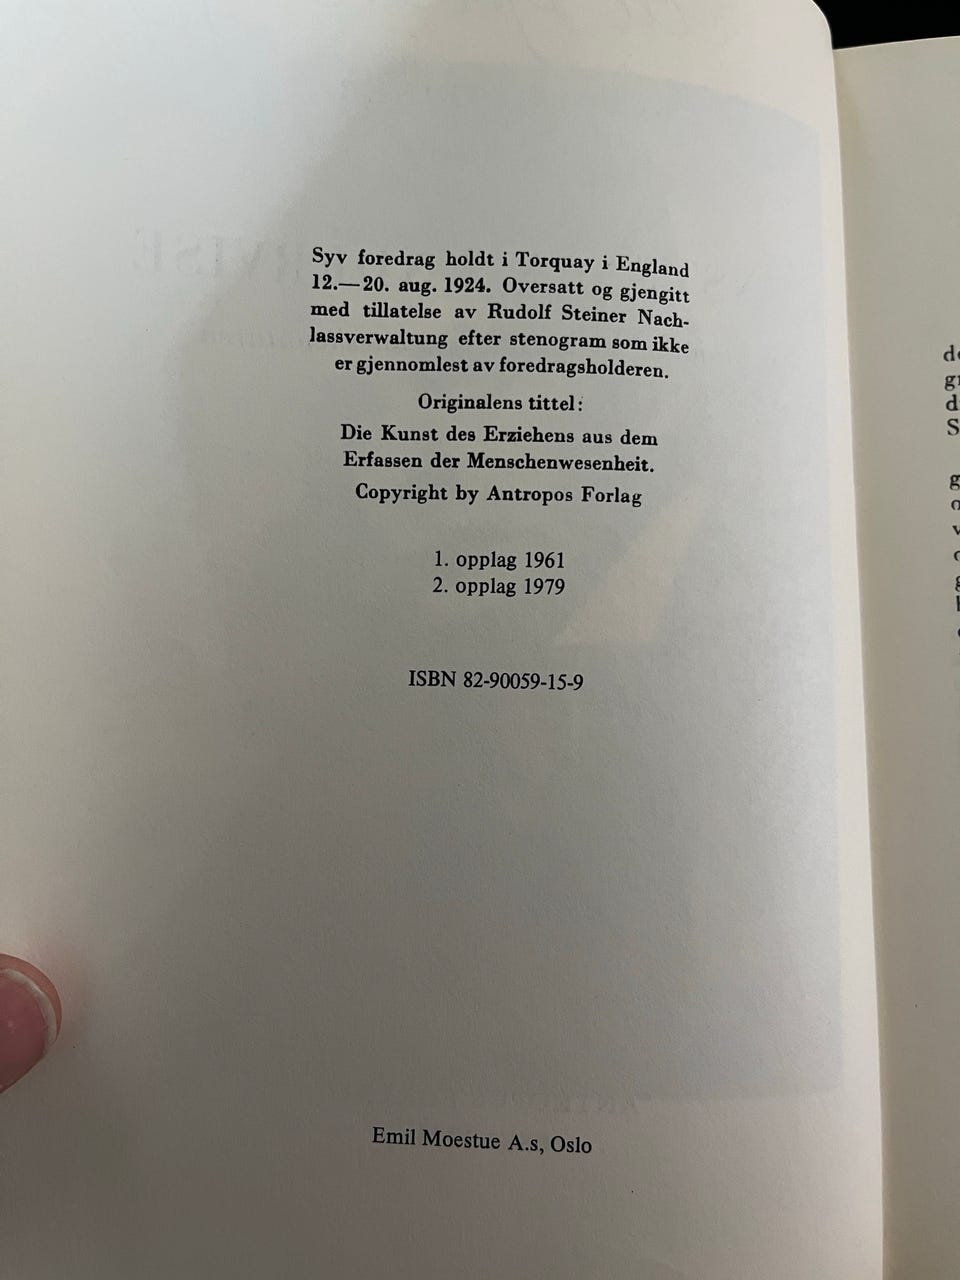 Syv foredrag holdt i Torquay i England
12.—20. aug. 1924. Oversatt og gjengitt
med tillatelse av Rudolf Steiner Nach-
lassverwaltung efter stenogram som ikke
er gjennomlest av foredragsholderen.
Originalens tittel:
Die Kunst des Erziehens aus dem
Erfassen der Menschenwesenheit.
Copyright by Antropos Forlag
1. opplag 1961
2. opplag 1979
ISBN 82-90059-15-9
Emil Moestue A.s, Oslo